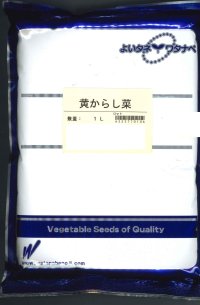 よいタネ ワタナベ
黄からし菜
数量： 1L
Vegetable Seeds of Quality